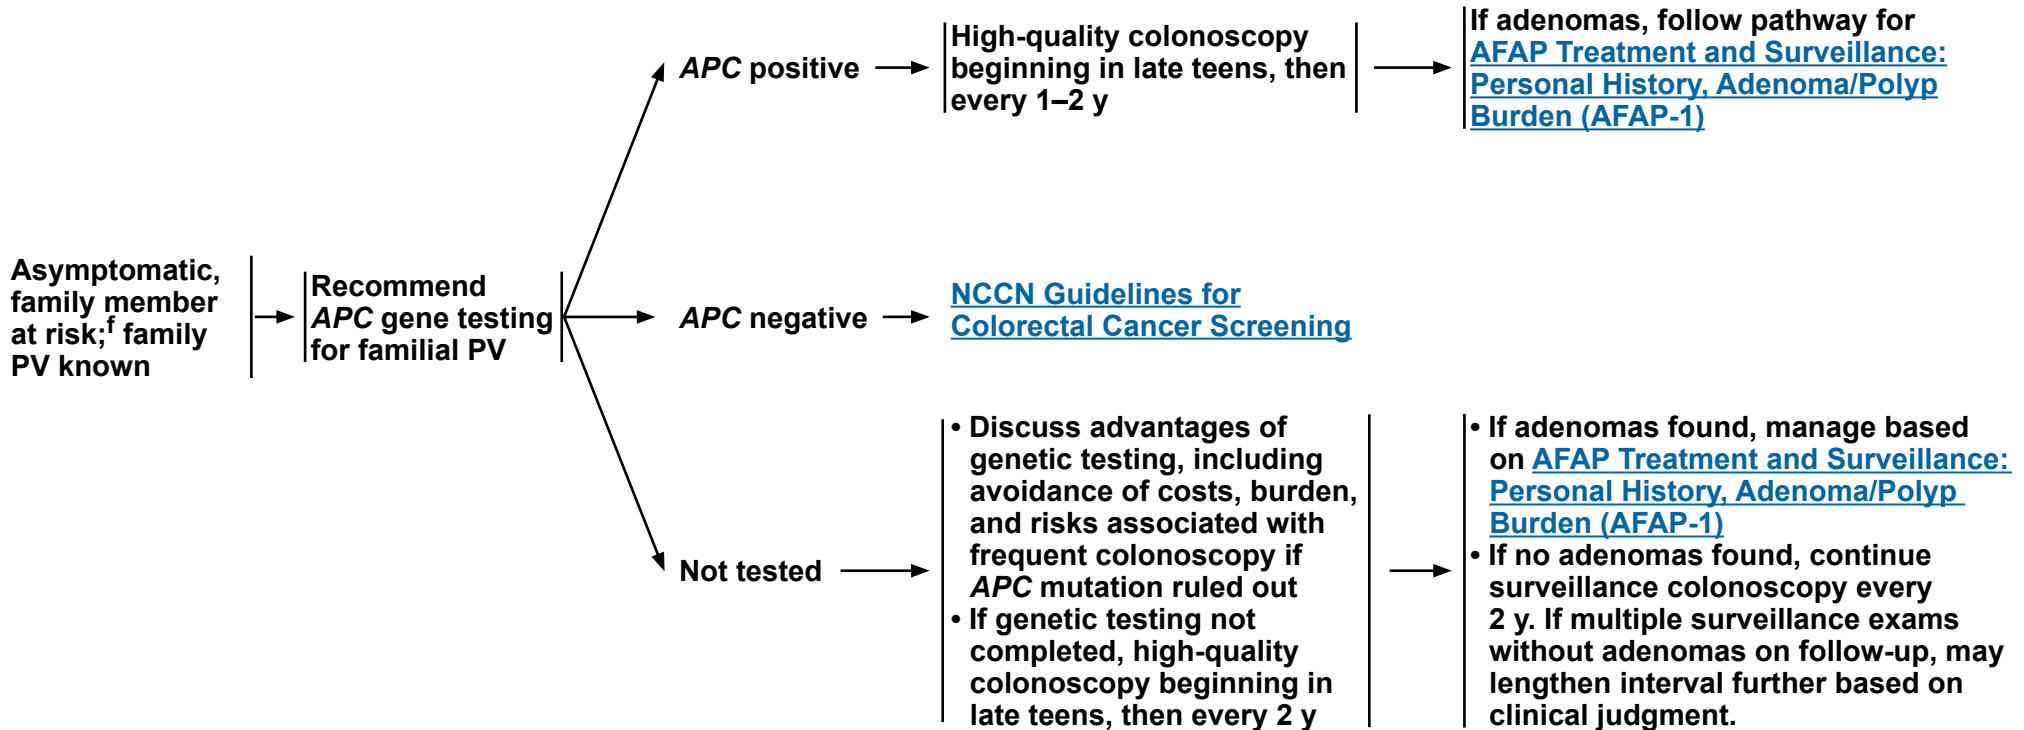 Asymptomatic,
family member
at risk;f family
PV known
Recommend
APC gene testing
for familial PV
APC positive
High-quality colonoscopy
beginning in late teens, then
every 1–2 y
If adenomas, follow pathway for
AFAP Treatment and Surveillance:
Personal History, Adenoma/Polyp
Burden (AFAP-1)
APC negative
NCCN Guidelines for
Colorectal Cancer Screening
Not tested
• Discuss advantages of
genetic testing, including
avoidance of costs, burden,
and risks associated with
frequent colonoscopy if
APC mutation ruled out
• If genetic testing not
completed, high-quality
colonoscopy beginning in
late teens, then every 2 y
• If adenomas found, manage based
on AFAP Treatment and Surveillance:
Personal History, Adenoma/Polyp
Burden (AFAP-1)
• If no adenomas found, continue
surveillance colonoscopy every
2 y. If multiple surveillance exams
without adenomas on follow-up, may
lengthen interval further based on
clinical judgment.